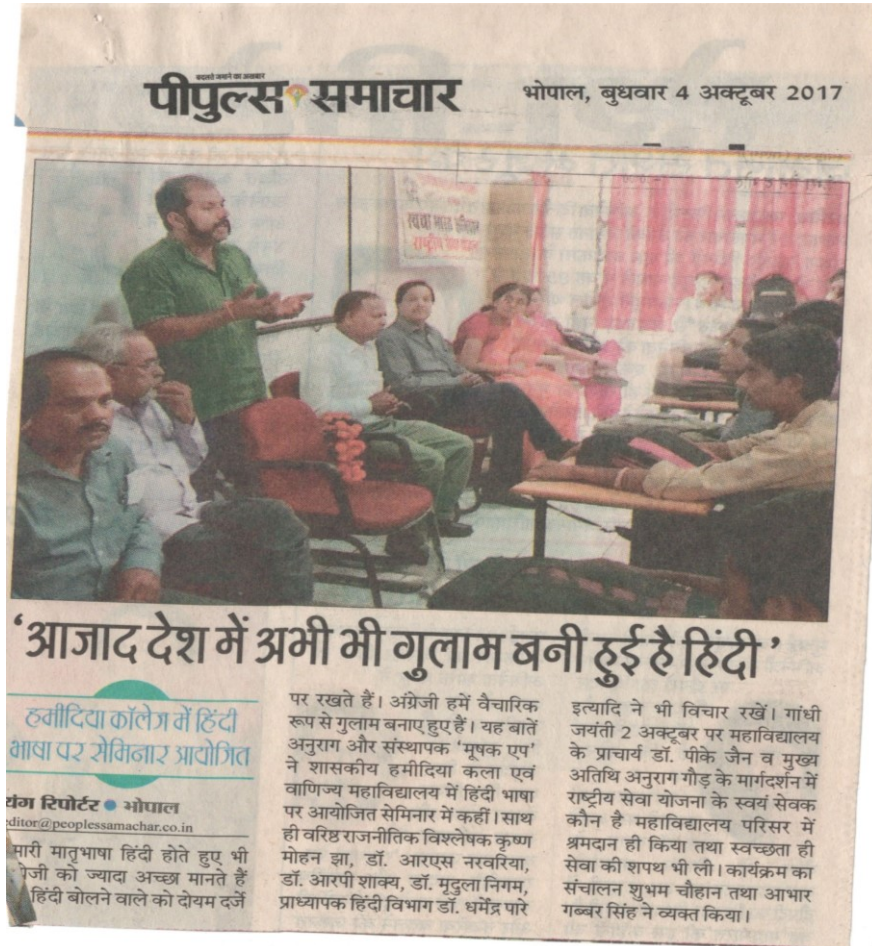 बदलते जमाने का अखबार
पीपुल्स समाचार
भोपाल, बुधवार 4 अक्टूबर 2017
राष्ट्रीय सेवा
'आजाद देश में अभी भी गुलाम बनी हुई है हिंदी'
हमीदिया कॉलेज में हिंदी
भाषा पर सेमिनार आयोजित
यंग रिपोर्टर ● भोपाल
editor@peoplessamachar.co.in
मारी मातृभाषा हिंदी होते हुए भी
ग्रेजी को ज्यादा अच्छा मानते हैं
हिंदी बोलने वाले को दोयम दर्जे
पर रखते हैं। अंग्रेजी हमें वैचारिक
रूप से गुलाम बनाए हुए हैं। यह बातें
अनुराग और संस्थापक 'मूषक एप'
ने शासकीय हमीदिया कला एवं
वाणिज्य महाविद्यालय में हिंदी भाषा
पर आयोजित सेमिनार में कहीं। साथ
ही वरिष्ठ राजनीतिक विश्लेषक कृष्ण
मोहन झा, डॉ. आरएस नरवरिया,
डॉ. आरपी शाक्य, डॉ. मृदुला निगम,
प्राध्यापक हिंदी विभाग डॉ. धर्मेंद्र पारे
इत्यादि ने भी विचार रखें। गांधी
जयंती 2 अक्टूबर पर महाविद्यालय
के प्राचार्य डॉ. पीके जैन व मुख्य
अतिथि अनुराग गौड़ के मार्गदर्शन में
राष्ट्रीय सेवा योजना के स्वयं सेवक
कौन है महाविद्यालय परिसर में
श्रमदान ही किया तथा स्वच्छता ही
सेवा की शपथ भी ली। कार्यक्रम का
संचालन शुभम चौहान तथा आभार
गब्बर सिंह ने व्यक्त किया।